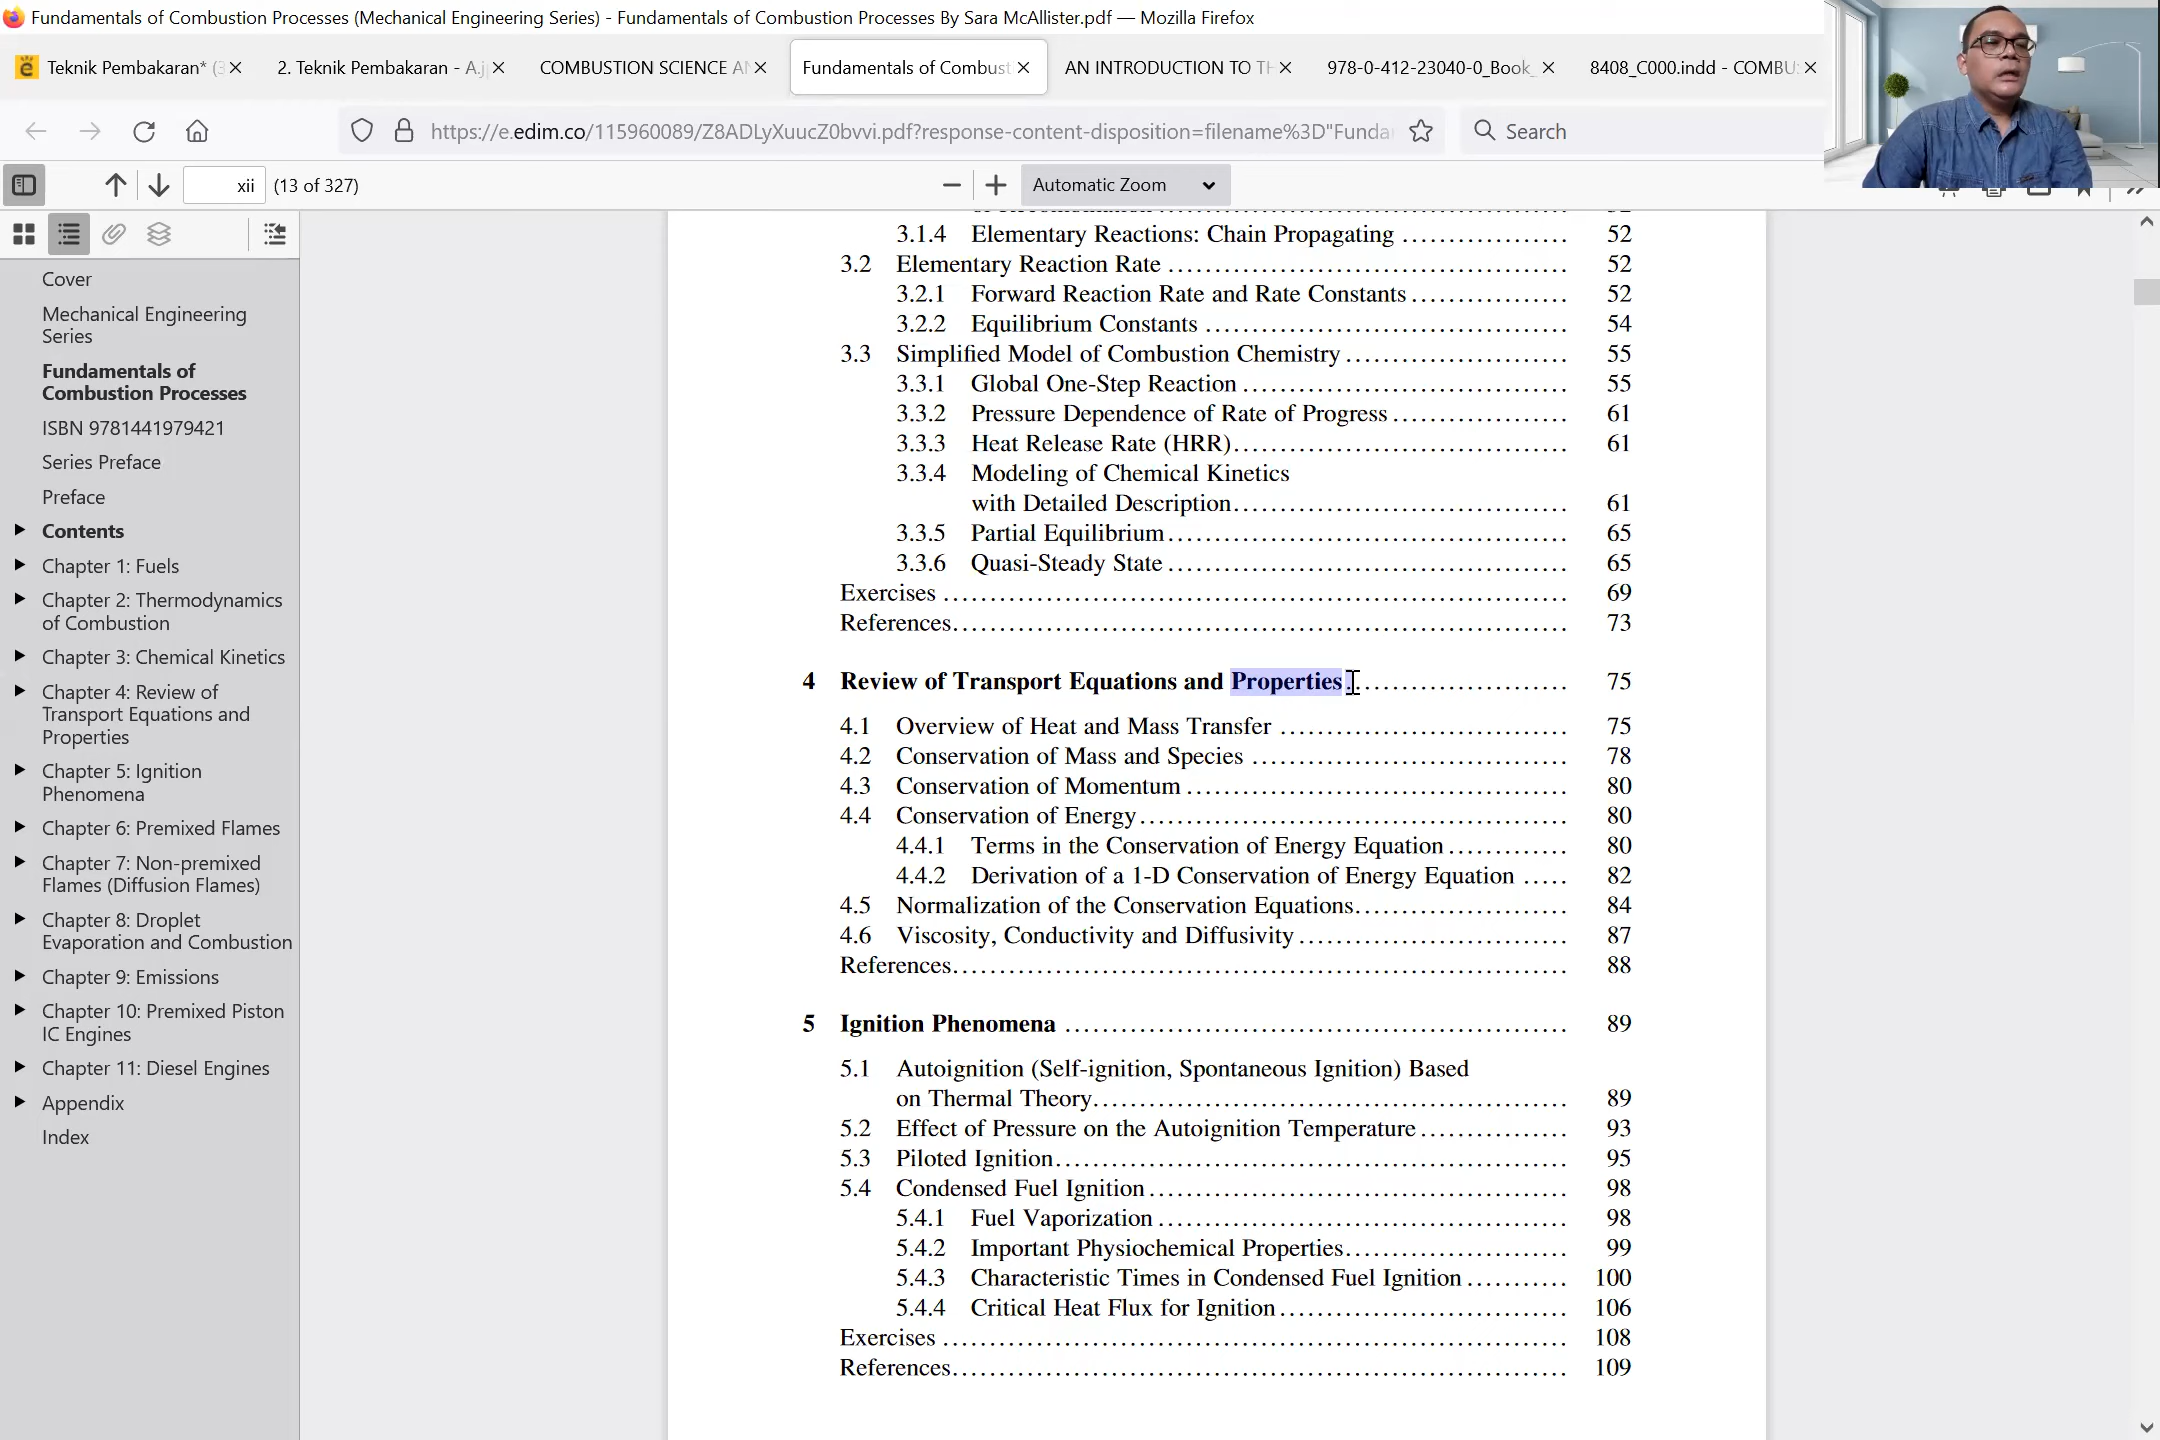 Fundamentals of Combustion Processes (Mechanical Engineering Series) - Fundamentals of Combustion Processes By Sara McAllister.pdf — Mozilla Firefox
Teknik Pembakaran* (3
2. Teknik Pembakaran - A.j
COMBUSTION SCIENCE AN
Fundamentals of Combust
AN INTRODUCTION TO TH
978-0-412-23040-0_Book_
8408_C000.indd - COMBU
https://e.edim.co/115960089/Z8ADLyXuucZ0bvvi.pdf?response-content-disposition=filename%3D"Funda
Search
xii (13 of 327)
Automatic Zoom
Cover
Mechanical Engineering
Series
Fundamentals of
Combustion Processes
ISBN 9781441979421
Series Preface
Preface
Contents
Chapter 1: Fuels
Chapter 2: Thermodynamics
of Combustion
Chapter 3: Chemical Kinetics
Chapter 4: Review of
Transport Equations and
Properties
Chapter 5: Ignition
Phenomena
Chapter 6: Premixed Flames
Chapter 7: Non-premixed
Flames (Diffusion Flames)
Chapter 8: Droplet
Evaporation and Combustion
Chapter 9: Emissions
Chapter 10: Premixed Piston
IC Engines
Chapter 11: Diesel Engines
Appendix
Index
3.1.4 Elementary Reactions: Chain Propagating .................. 52
3.2 Elementary Reaction Rate .......................................... 52
3.2.1 Forward Reaction Rate and Rate Constants ................. 52
3.2.2 Equilibrium Constants ....................................... 54
3.3 Simplified Model of Combustion Chemistry ........................ 55
3.3.1 Global One-Step Reaction ................................... 55
3.3.2 Pressure Dependence of Rate of Progress ................... 61
3.3.3 Heat Release Rate (HRR)................................... 61
3.3.4 Modeling of Chemical Kinetics
with Detailed Description................................... 61
3.3.5 Partial Equilibrium.......................................... 65
3.3.6 Quasi-Steady State .......................................... 65
Exercises .......................................................... 69
References.......................................................... 73
4 Review of Transport Equations and Properties ...................... 75
4.1 Overview of Heat and Mass Transfer .............................. 75
4.2 Conservation of Mass and Species ................................ 78
4.3 Conservation of Momentum ....................................... 80
4.4 Conservation of Energy............................................ 80
4.4.1 Terms in the Conservation of Energy Equation ............. 80
4.4.2 Derivation of a 1-D Conservation of Energy Equation ..... 82
4.5 Normalization of the Conservation Equations....................... 84
4.6 Viscosity, Conductivity and Diffusivity ............................ 87
References.......................................................... 88
5 Ignition Phenomena .................................................. 89
5.1 Autoignition (Self-ignition, Spontaneous Ignition) Based
on Thermal Theory................................................ 89
5.2 Effect of Pressure on the Autoignition Temperature ................ 93
5.3 Piloted Ignition.................................................... 95
5.4 Condensed Fuel Ignition ........................................... 98
5.4.1 Fuel Vaporization ........................................... 98
5.4.2 Important Physiochemical Properties........................ 99
5.4.3 Characteristic Times in Condensed Fuel Ignition ........... 100
5.4.4 Critical Heat Flux for Ignition............................... 106
Exercises .......................................................... 108
References.......................................................... 109